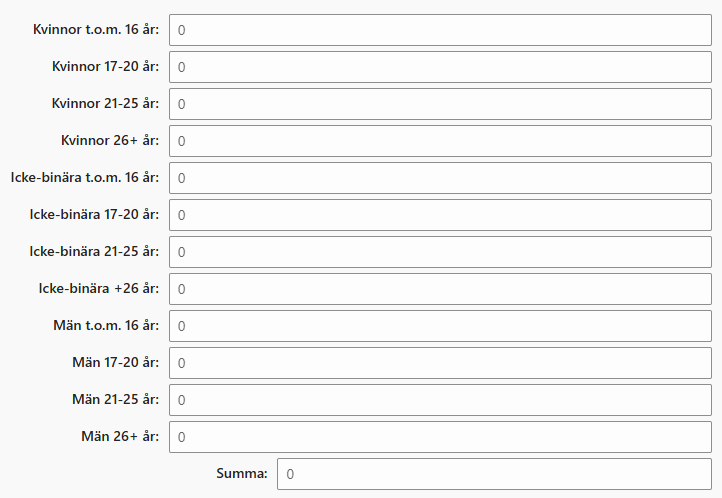 Kvinnor t.o.m. 16 år: 0
Kvinnor 17-20 år: 0
Kvinnor 21-25 år: 0
Kvinnor 26+ år: 0
Icke-binära t.o.m. 16 år: 0
Icke-binära 17-20 år: 0
Icke-binära 21-25 år: 0
Icke-binära +26 år: 0
Män t.o.m. 16 år: 0
Män 17-20 år: 0
Män 21-25 år: 0
Män 26+ år: 0
Summa: 0